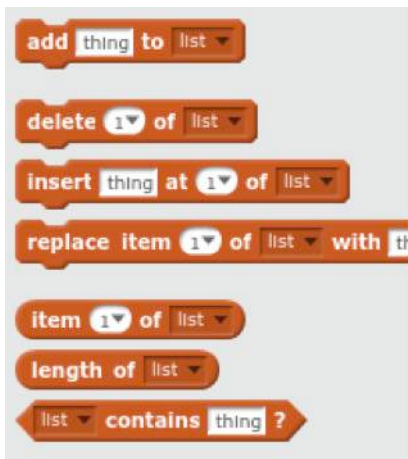 add thing to list
delete 1 of list
insert thing at 1 of list
replace item 1 of list with
item 1 of list
length of list
list contains thing ?